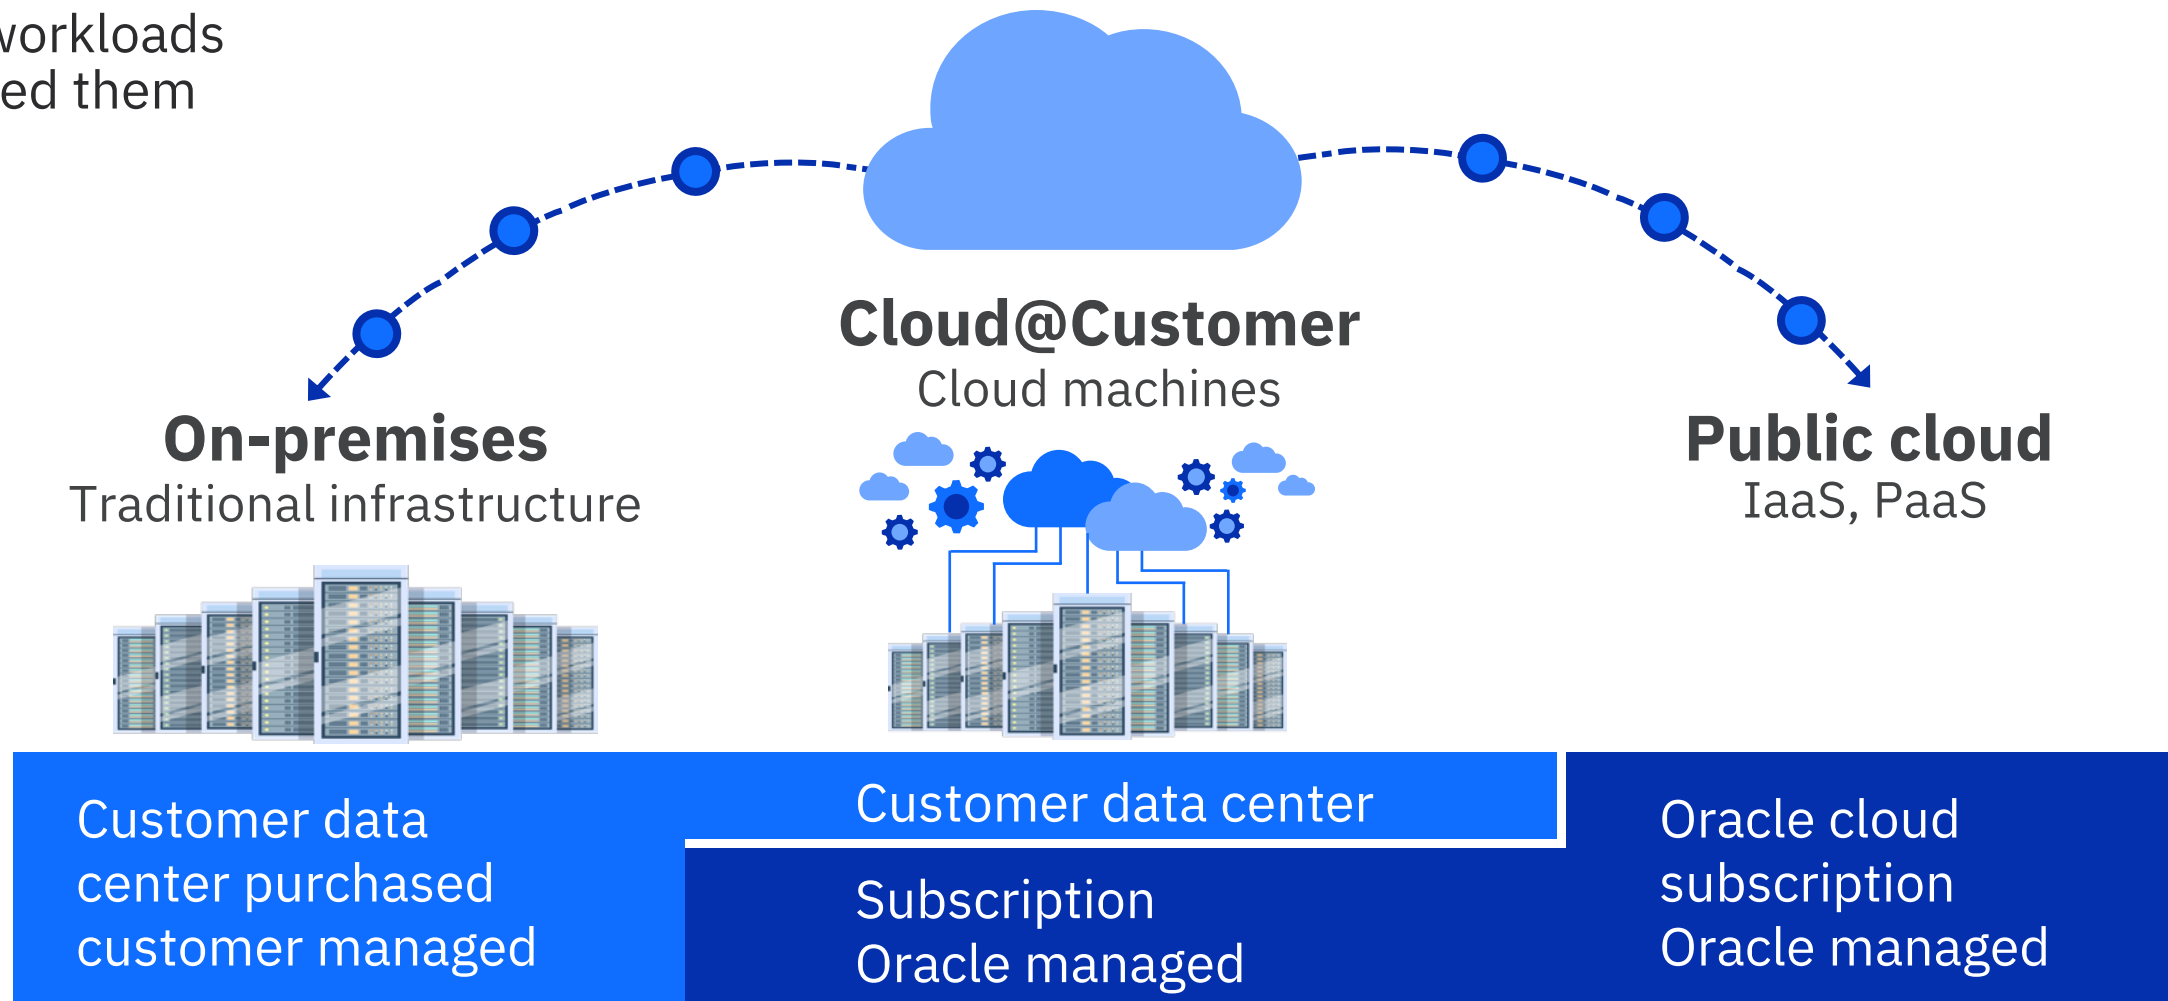 workloads
ed them
Cloud@Customer
Cloud machines
On-premises
Traditional infrastructure
Public cloud
IaaS, PaaS
Customer data
center purchased
customer managed
Customer data center
Subscription
Oracle managed
Oracle cloud
subscription
Oracle managed